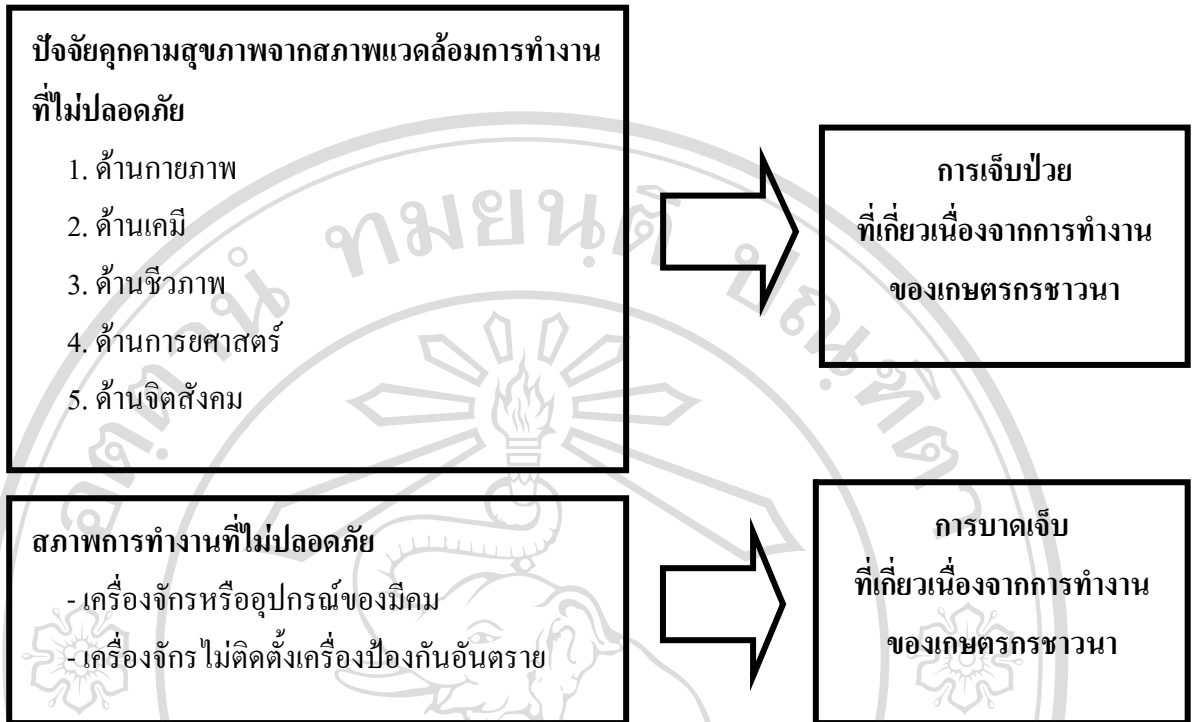 ปัจจัยคุกคามสุขภาพจากสภาพแวดล้อมการทำงาน
ที่ไม่ปลอดภัย
1. ด้านกายภาพ
2. ด้านเคมี
3. ด้านชีวภาพ
4. ด้านการยศาสตร์
5. ด้านจิตสังคม
การเจ็บป่วย
ที่เกี่ยวเนื่องจากการทำงาน
ของเกษตรกรชาวนา
สภาพการทำงานที่ไม่ปลอดภัย
- เครื่องจักรหรืออุปกรณ์ของมีคม
- เครื่องจักรไม่ติดตั้งเครื่องป้องกันอันตราย
การบาดเจ็บ
ที่เกี่ยวเนื่องจากการทำงาน
ของเกษตรกรชาวนา